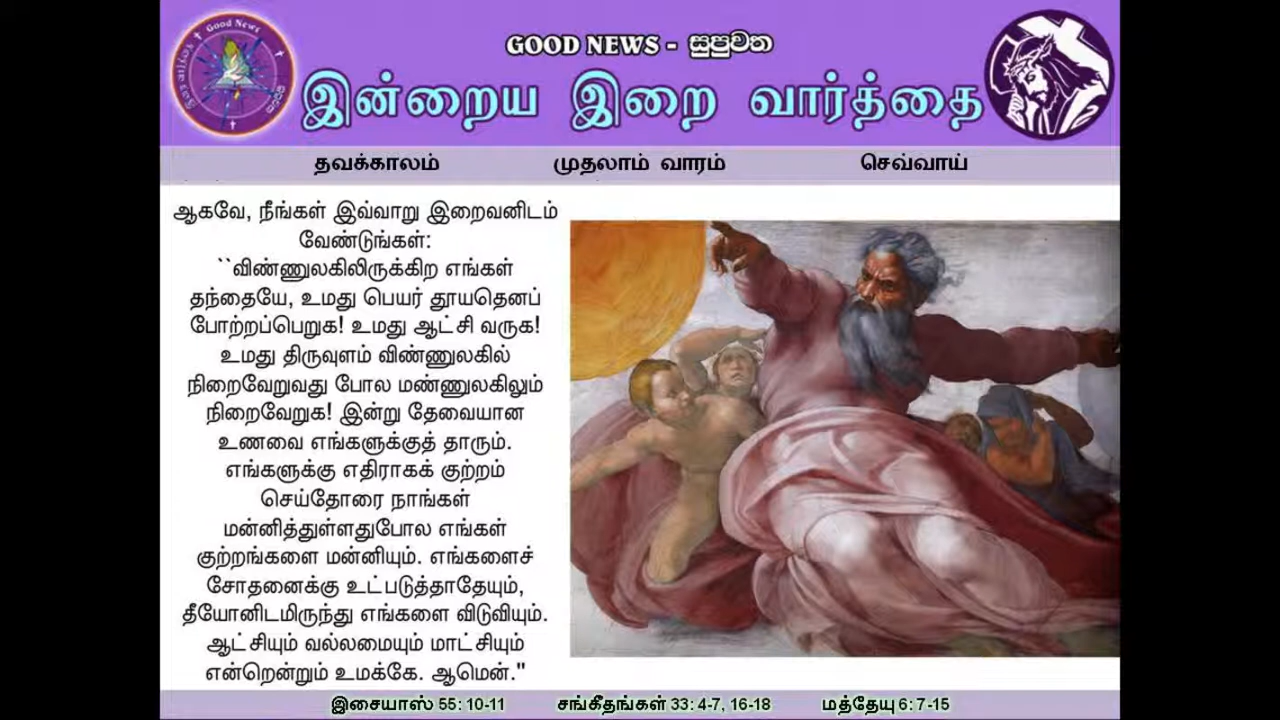 Good News
GOOD NEWS - සුපුවත
இன்றைய இறை வார்த்தை
தவக்காலம் முதலாம் வாரம் செவ்வாய்
ஆகவே, நீங்கள் இவ்வாறு இறைவனிடம்
வேண்டுங்கள்:
``விண்ணுலகிலிருக்கிற எங்கள்
தந்தையே, உமது பெயர் தூயதெனப்
போற்றப்பெறுக! உமது ஆட்சி வருக!
உமது திருவுளம் விண்ணுலகில்
நிறைவேறுவது போல மண்ணுலகிலும்
நிறைவேறுக! இன்று தேவையான
உணவை எங்களுக்குத் தாரும்.
எங்களுக்கு எதிராகக் குற்றம்
செய்தோரை நாங்கள்
மன்னித்துள்ளதுபோல எங்கள்
குற்றங்களை மன்னியும். எங்களைச்
சோதனைக்கு உட்படுத்தாதேயும்,
தீயோனிடமிருந்து எங்களை விடுவியும்.
ஆட்சியும் வல்லமையும் மாட்சியும்
என்றென்றும் உமக்கே. ஆமென்."
இசையாஸ் 55: 10-11 சங்கீதங்கள் 33: 4-7, 16-18 மத்தேயு 6: 7-15